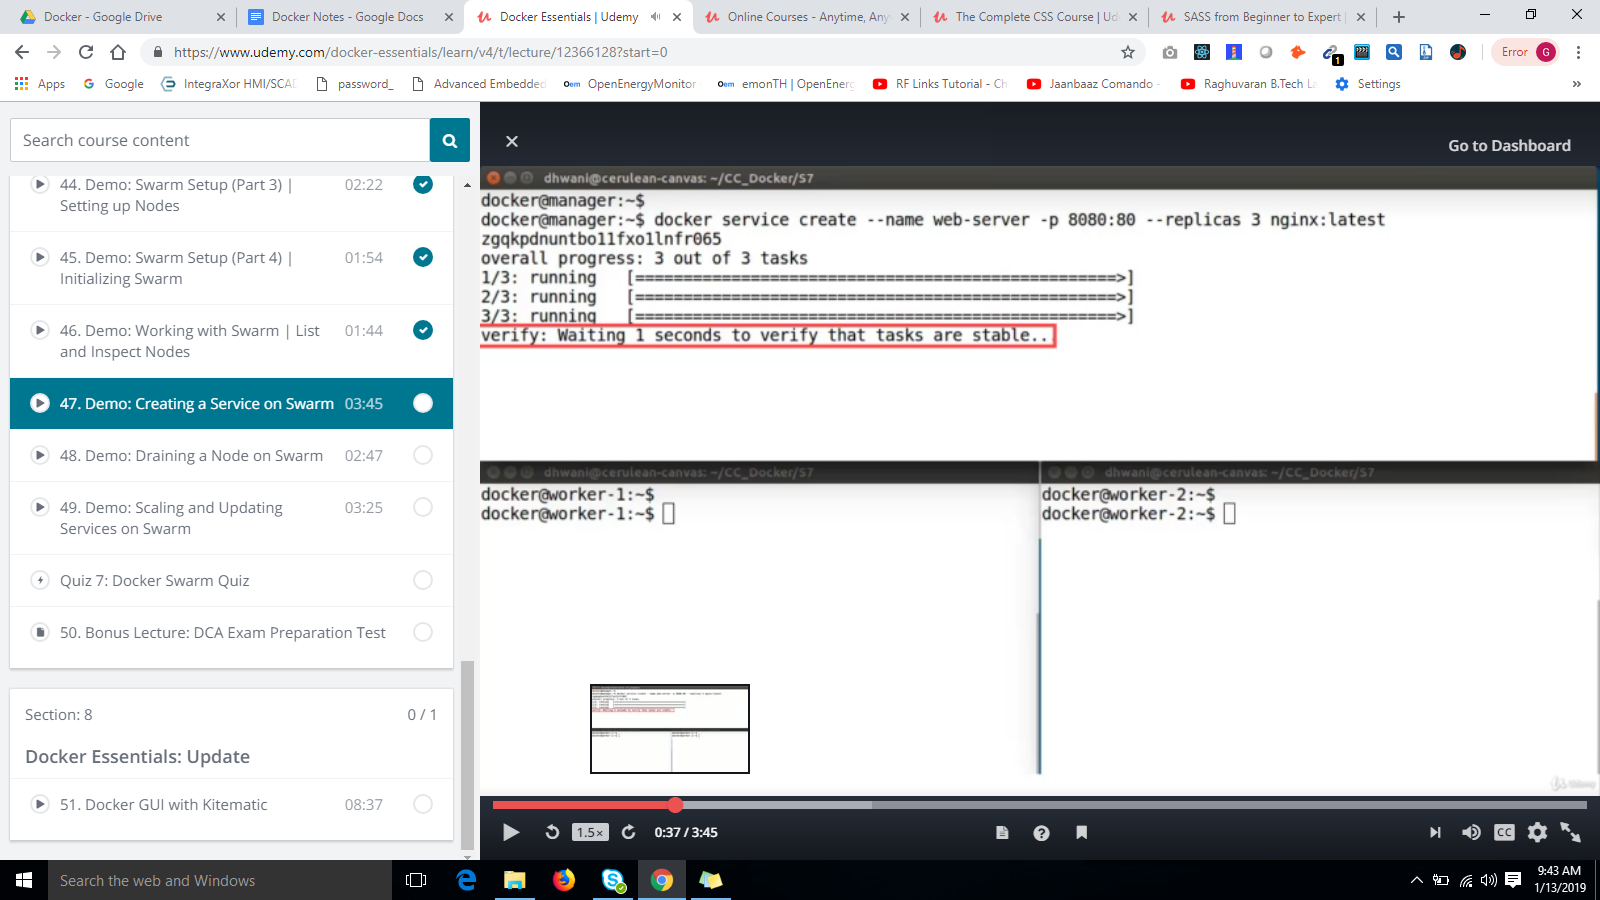 Docker - Google Drive
Docker Notes - Google Docs
Docker Essentials | Udemy
Online Courses - Anytime, Any
The Complete CSS Course | Ud
SASS from Beginner to Expert |
https://www.udemy.com/docker-essentials/learn/v4/t/lecture/12366128?start=0
1
Error G
Apps
Google
IntegraXor HMI/SCA
password_
Advanced Embedded
OpenEnergyMonitor
emonTH | OpenEnerg
RF Links Tutorial - Ch
Jaanbaaz Comando -
Raghuvaran B.Tech La
Settings
Search course content
44. Demo: Swarm Setup (Part 3) | 02:22
Setting up Nodes
45. Demo: Swarm Setup (Part 4) | 01:54
Initializing Swarm
46. Demo: Working with Swarm | List 01:44
and Inspect Nodes
47. Demo: Creating a Service on Swarm 03:45
48. Demo: Draining a Node on Swarm 02:47
49. Demo: Scaling and Updating 03:25
Services on Swarm
Quiz 7: Docker Swarm Quiz
50. Bonus Lecture: DCA Exam Preparation Test
Section: 8 0 / 1
Docker Essentials: Update
51. Docker GUI with Kitematic 08:37
Go to Dashboard
dhwani@cerulean-canvas: ~/CC_Docker/S7
docker@manager:~$
docker@manager:~$ docker service create --name web-server -p 8080:80 --replicas 3 nginx:latest
zgqkpdnuntbo11fxo1lnfr065
overall progress: 3 out of 3 tasks
1/3: running [==================================================>]
2/3: running [==================================================>]
3/3: running [==================================================>]
verify: Waiting 1 seconds to verify that tasks are stable..
dhwani@cerulean-canvas: ~/CC_Docker/S7
docker@worker-1:~$
docker@worker-1:~$
dhwani@cerulean-canvas: ~/CC_Docker/S7
docker@worker-2:~$
docker@worker-2:~$
Udemy
1.5×
0:37 / 3:45
CC
Search the web and Windows
9:43 AM
1/13/2019